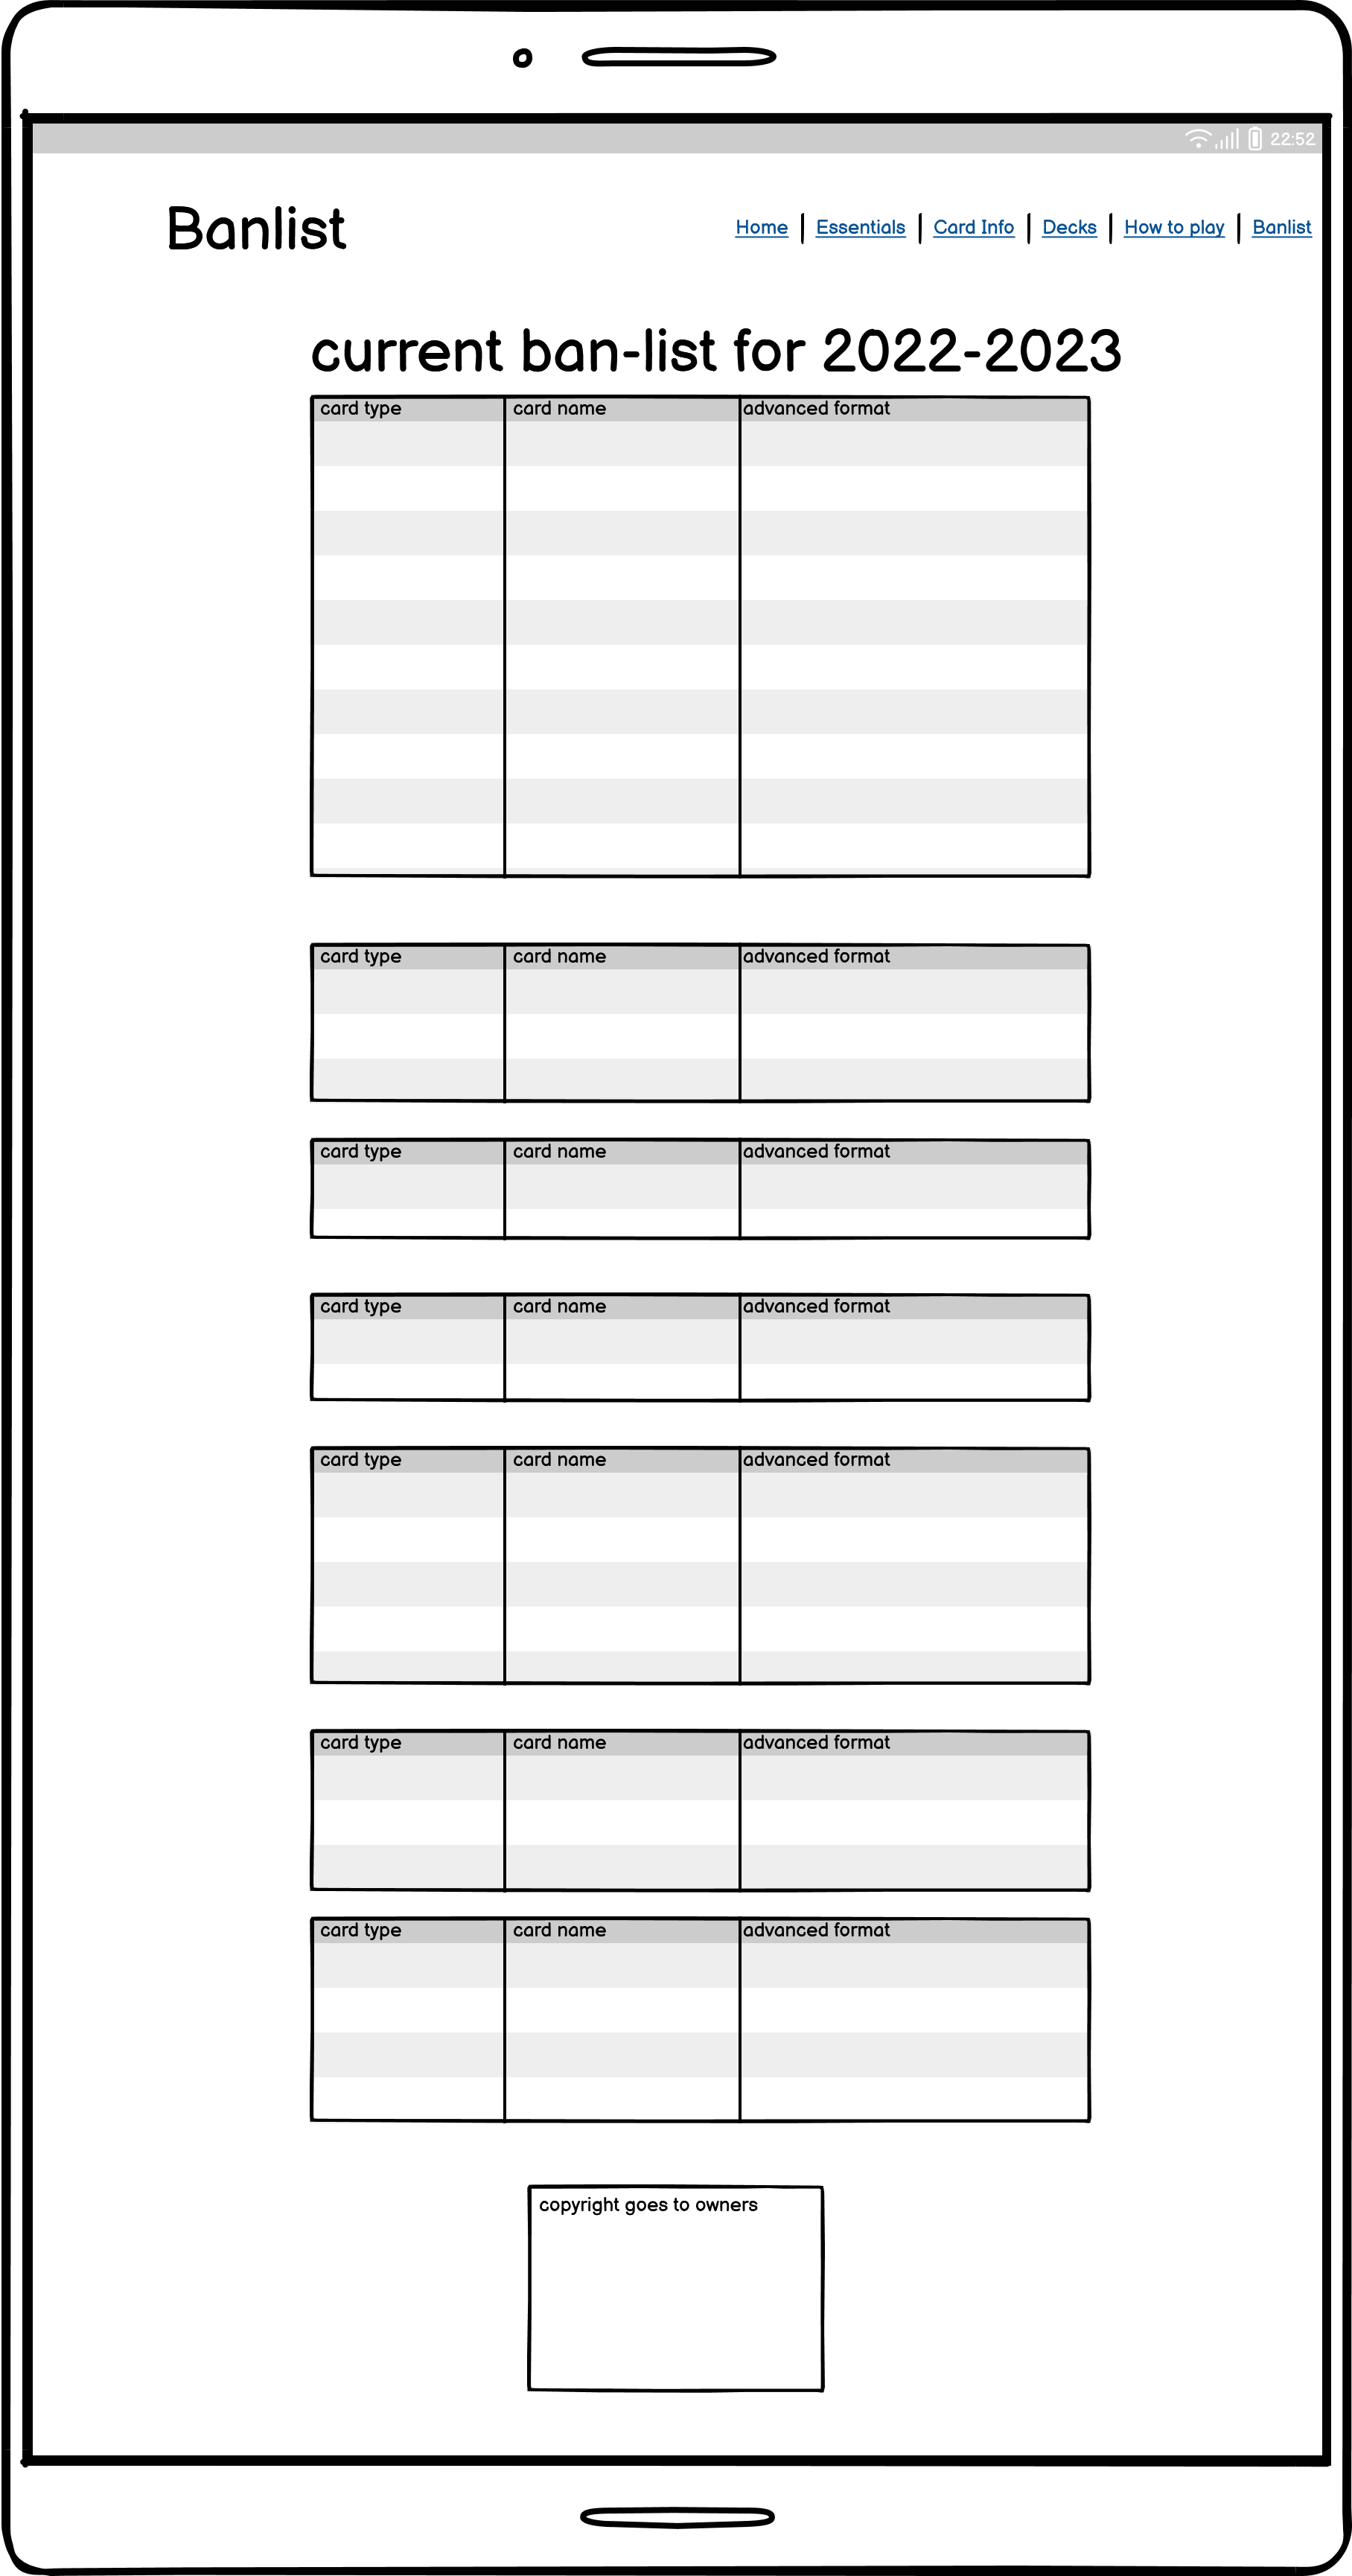 22:52
Banlist
Home | Essentials | Card Info | Decks | How to play | Banlist
current ban-list for 2022-2023
card type card name advanced format
card type card name advanced format
card type card name advanced format
card type card name advanced format
card type card name advanced format
card type card name advanced format
card type card name advanced format
copyright goes to owners